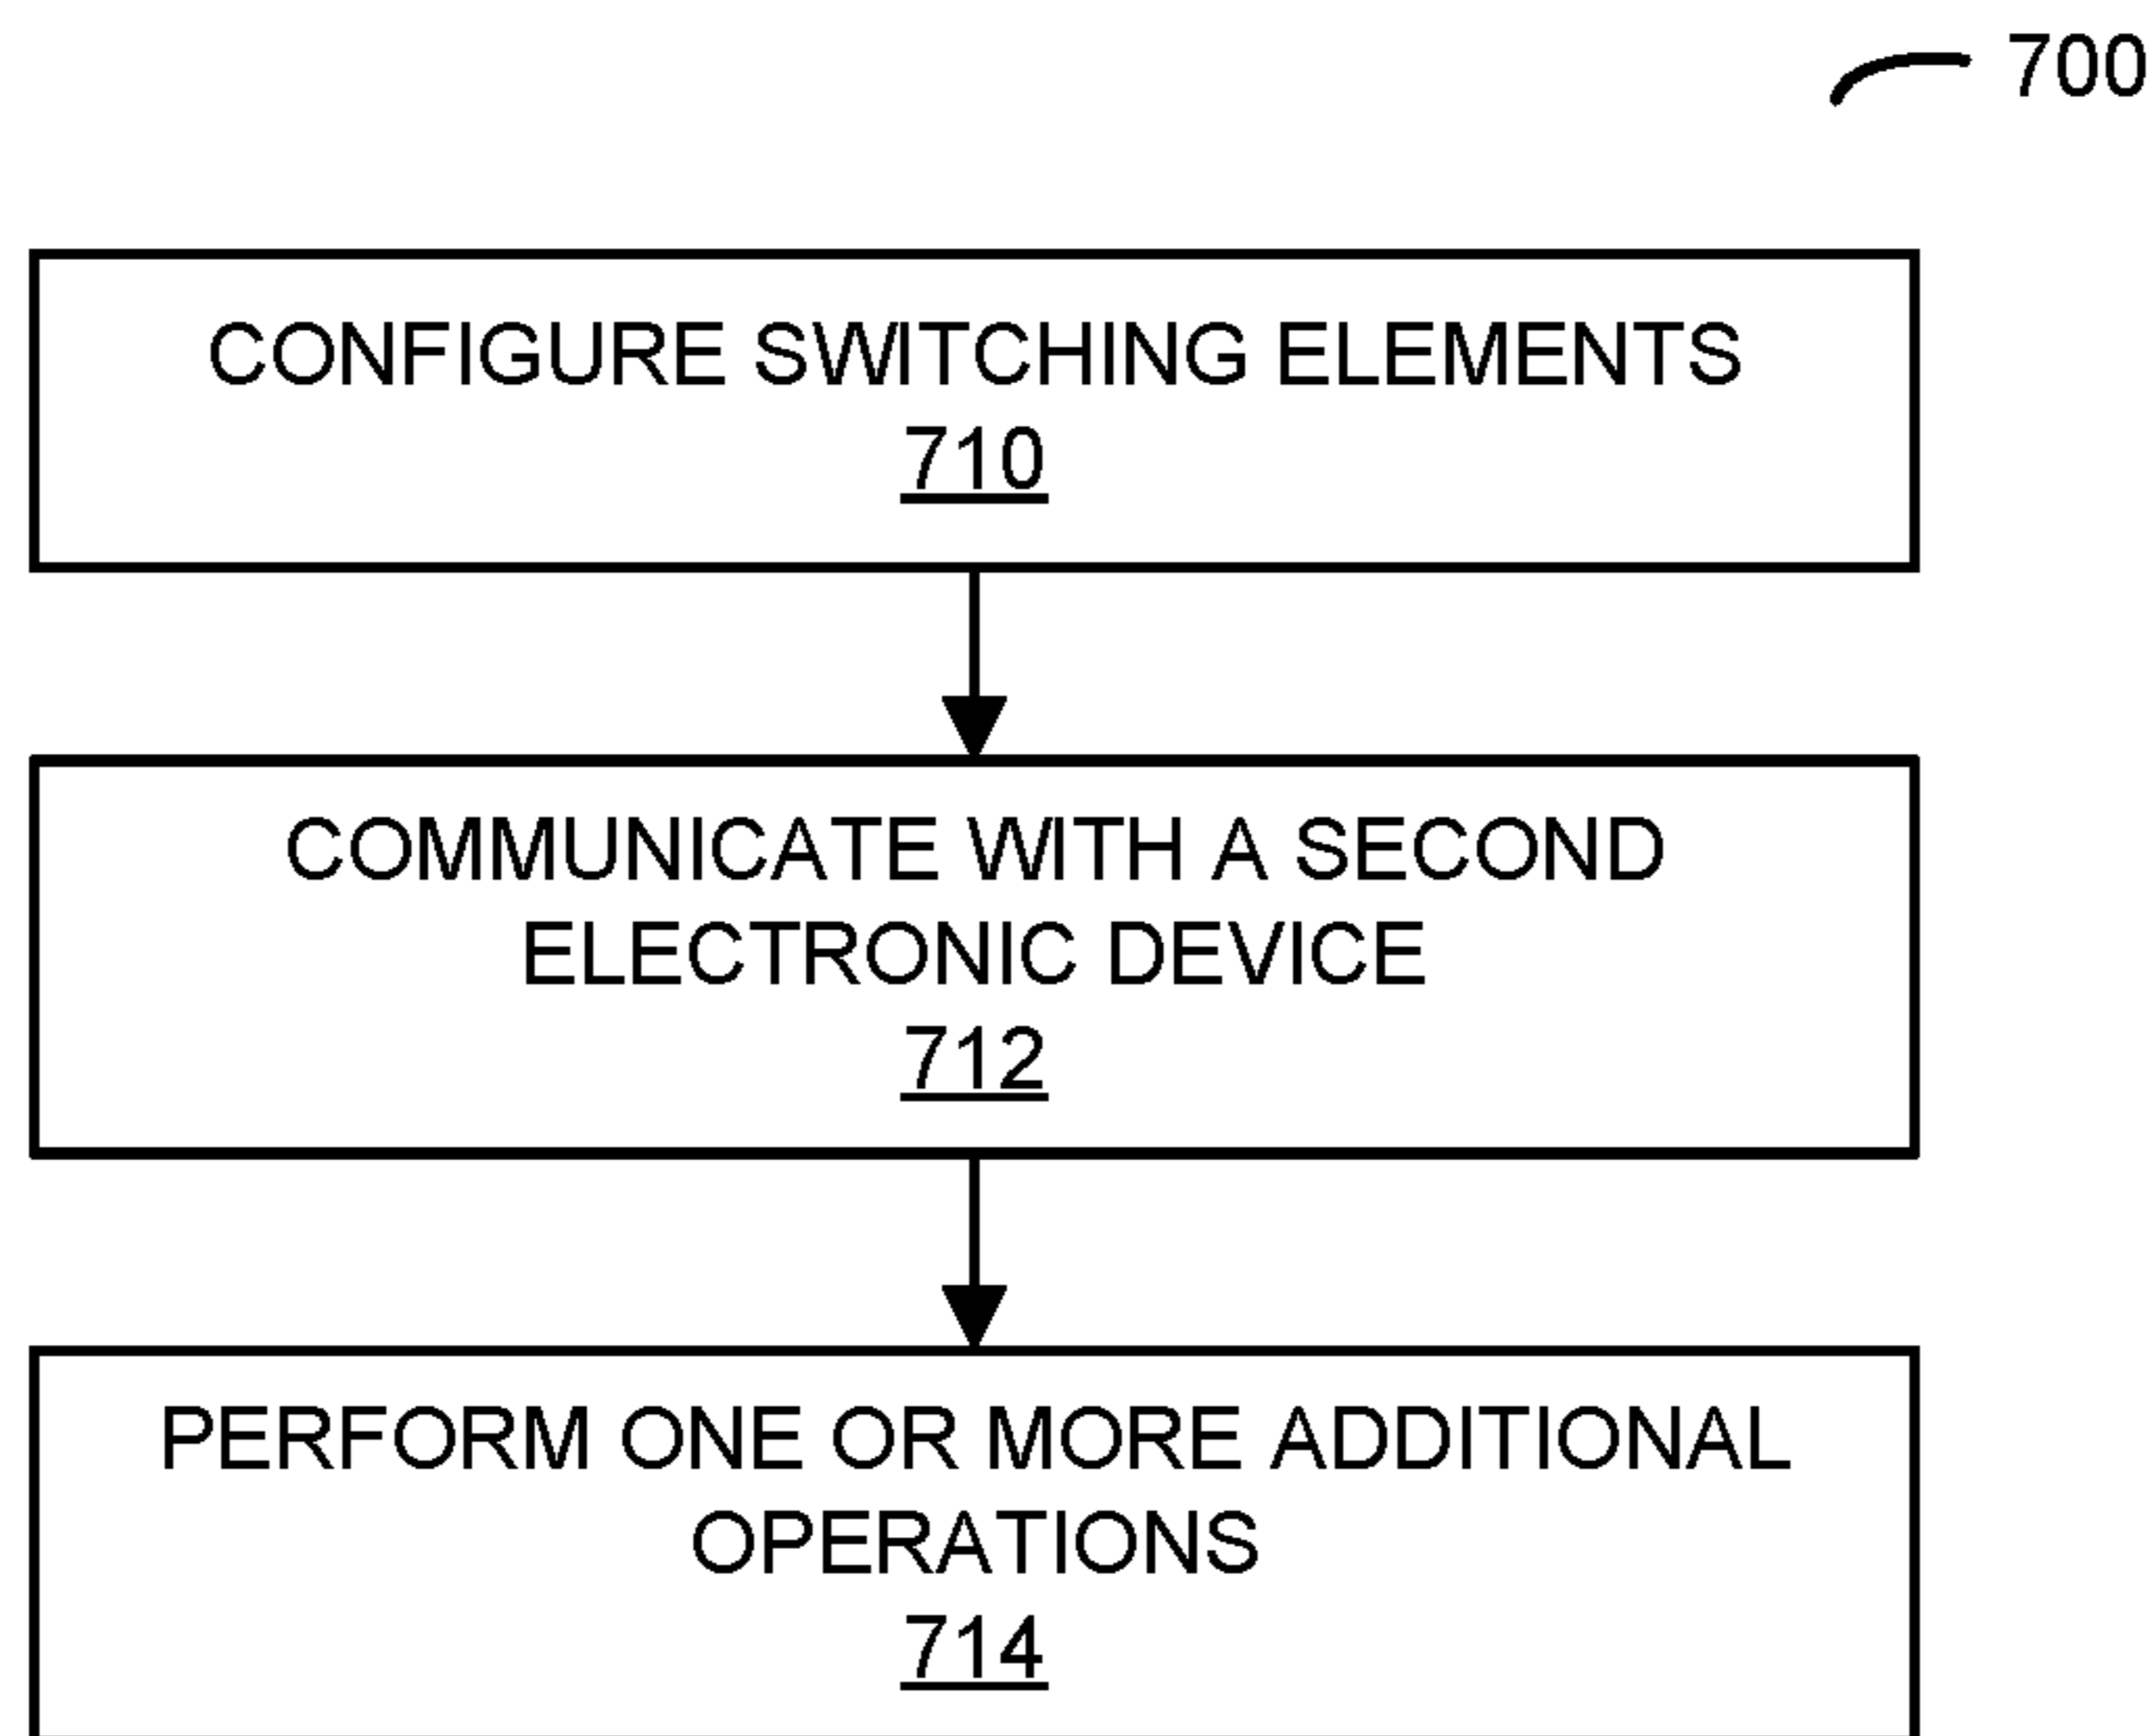 700
CONFIGURE SWITCHING ELEMENTS
710
COMMUNICATE WITH A SECOND
ELECTRONIC DEVICE
712
PERFORM ONE OR MORE ADDITIONAL
OPERATIONS
714